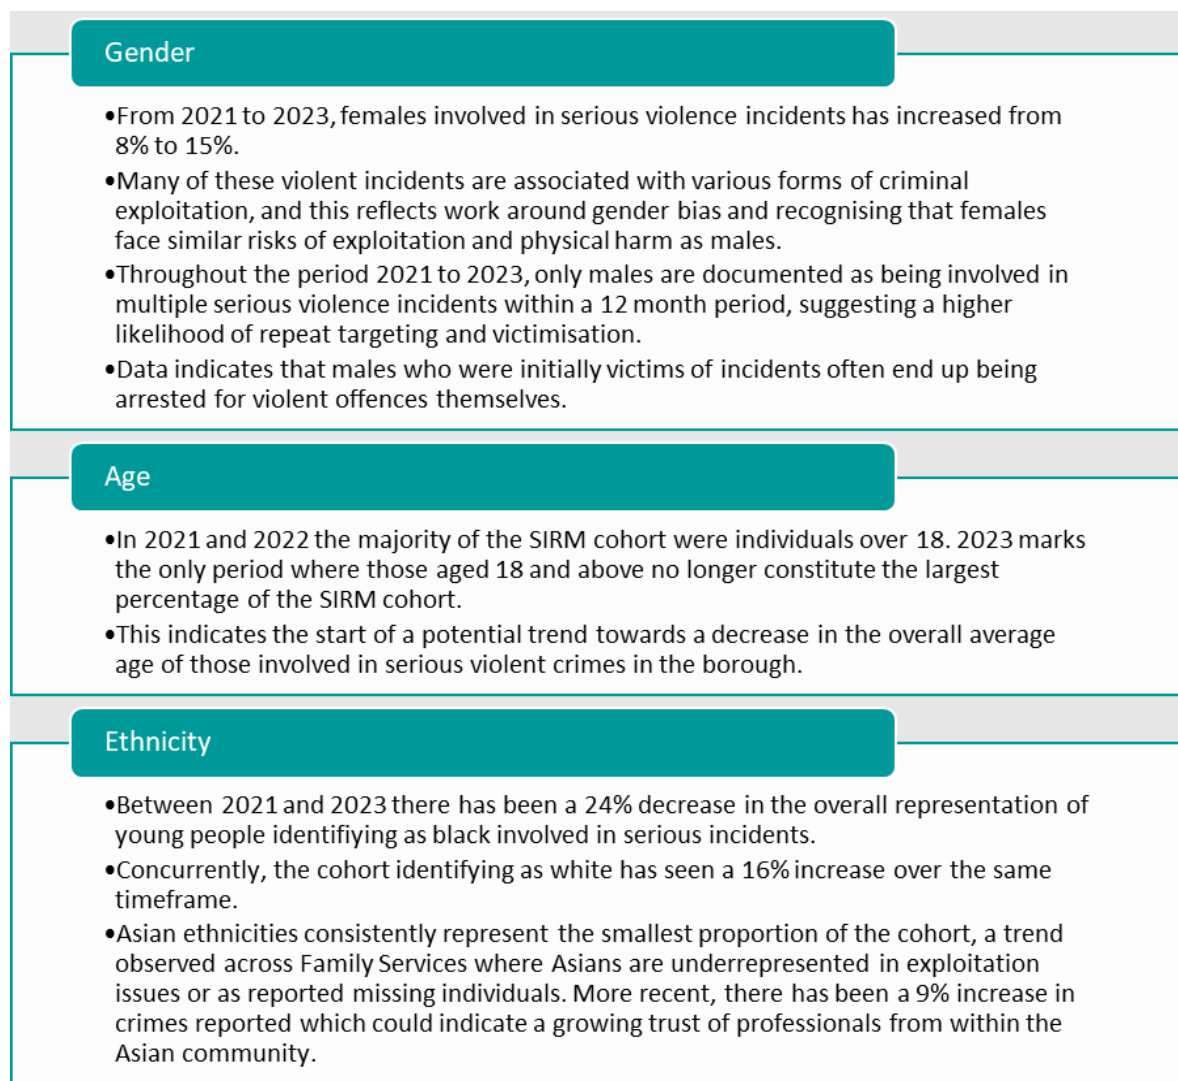 Gender
•From 2021 to 2023, females involved in serious violence incidents has increased from
8% to 15%.
•Many of these violent incidents are associated with various forms of criminal
exploitation, and this reflects work around gender bias and recognising that females
face similar risks of exploitation and physical harm as males.
•Throughout the period 2021 to 2023, only males are documented as being involved in
multiple serious violence incidents within a 12 month period, suggesting a higher
likelihood of repeat targeting and victimisation.
•Data indicates that males who were initially victims of incidents often end up being
arrested for violent offences themselves.
Age
•In 2021 and 2022 the majority of the SIRM cohort were individuals over 18. 2023 marks
the only period where those aged 18 and above no longer constitute the largest
percentage of the SIRM cohort.
•This indicates the start of a potential trend towards a decrease in the overall average
age of those involved in serious violent crimes in the borough.
Ethnicity
•Between 2021 and 2023 there has been a 24% decrease in the overall representation of
young people identifiying as black involved in serious incidents.
•Concurrently, the cohort identifying as white has seen a 16% increase over the same
timeframe.
•Asian ethnicities consistently represent the smallest proportion of the cohort, a trend
observed across Family Services where Asians are underrepresented in exploitation
issues or as reported missing individuals. More recent, there has been a 9% increase in
crimes reported which could indicate a growing trust of professionals from within the
Asian community.